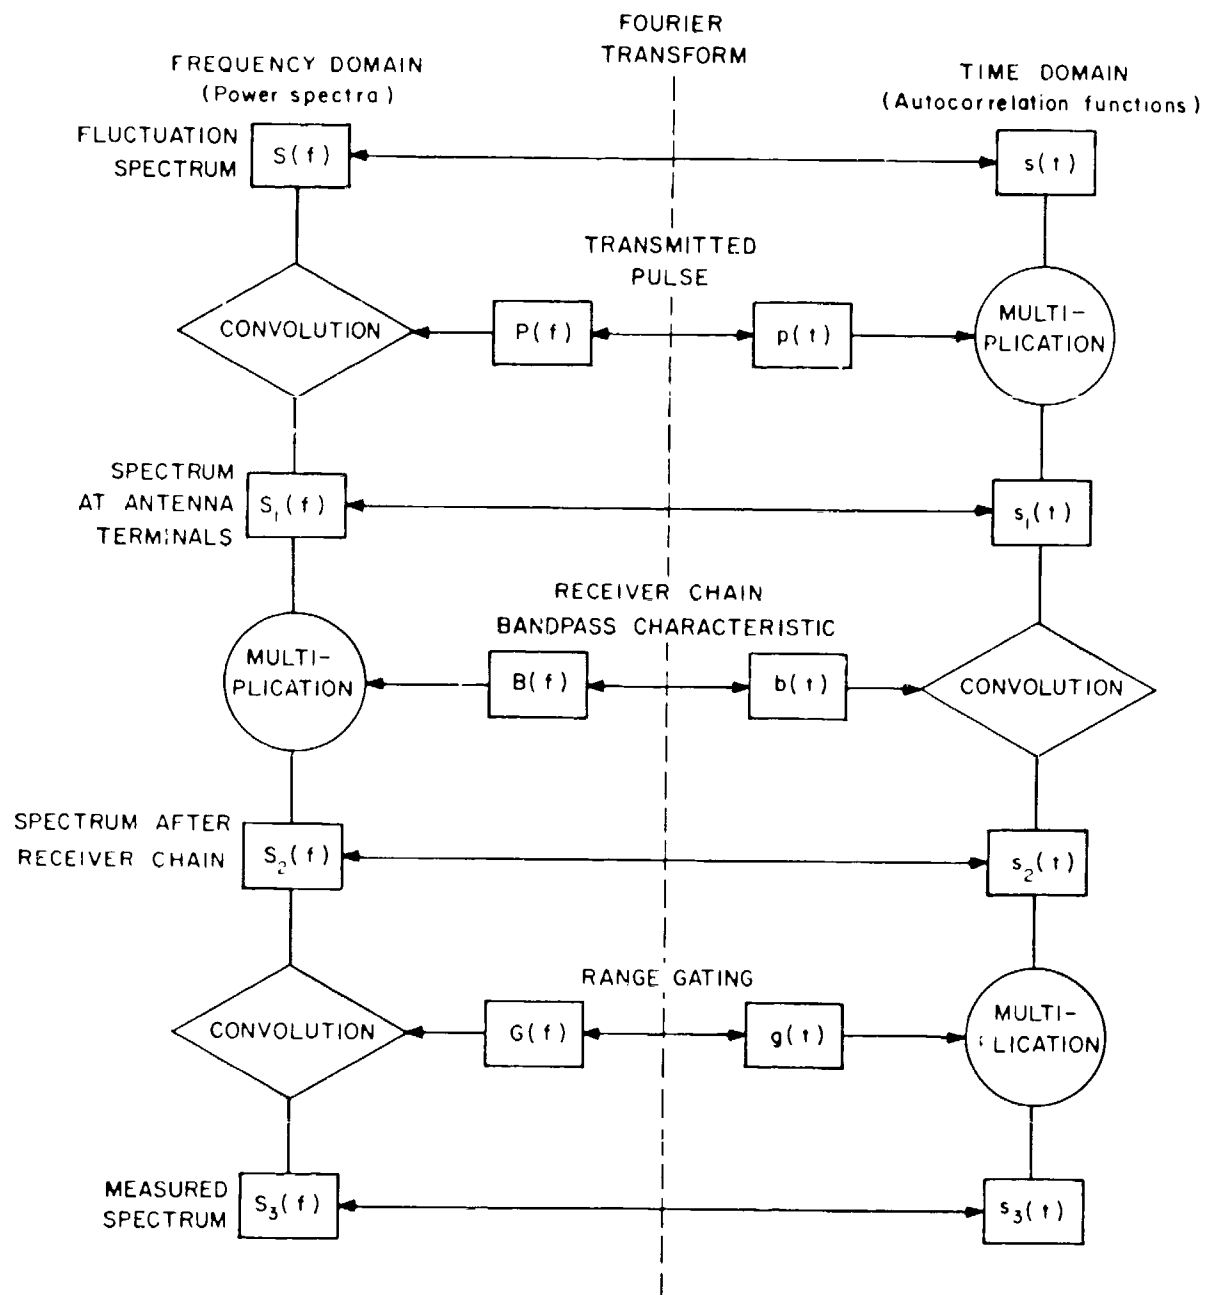 FOURIER
TRANSFORM
FREQUENCY DOMAIN
(Power spectra)
TIME DOMAIN
(Autocorrelation functions)
FLUCTUATION
SPECTRUM
S(f)
s(t)
TRANSMITTED
PULSE
CONVOLUTION
P(f)
p(t)
MULTI-
PLICATION
SPECTRUM
AT ANTENNA
TERMINALS
S₁(f)
s₁(t)
RECEIVER CHAIN
BANDPASS CHARACTERISTIC
MULTI-
PLICATION
B(f)
b(t)
CONVOLUTION
SPECTRUM AFTER
RECEIVER CHAIN
S₂(f)
s₂(t)
RANGE GATING
CONVOLUTION
G(f)
g(t)
MULTI-
PLICATION
MEASURED
SPECTRUM
S₃(f)
s₃(t)